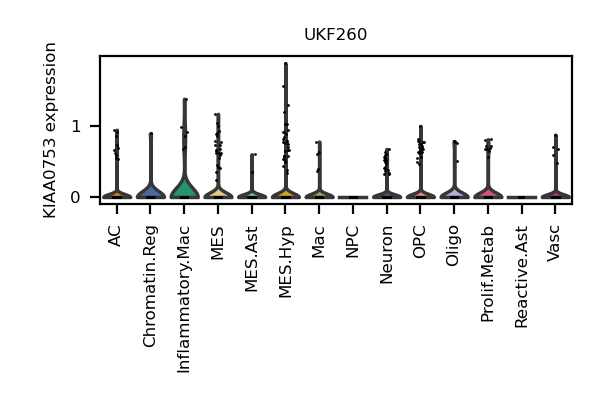 UKF260
KIAA0753 expression
1
0
AC
Chromatin.Reg
Inflammatory.Mac
MES
MES.Ast
MES.Hyp
Mac
NPC
Neuron
OPC
Oligo
Prolif.Metab
Reactive.Ast
Vasc